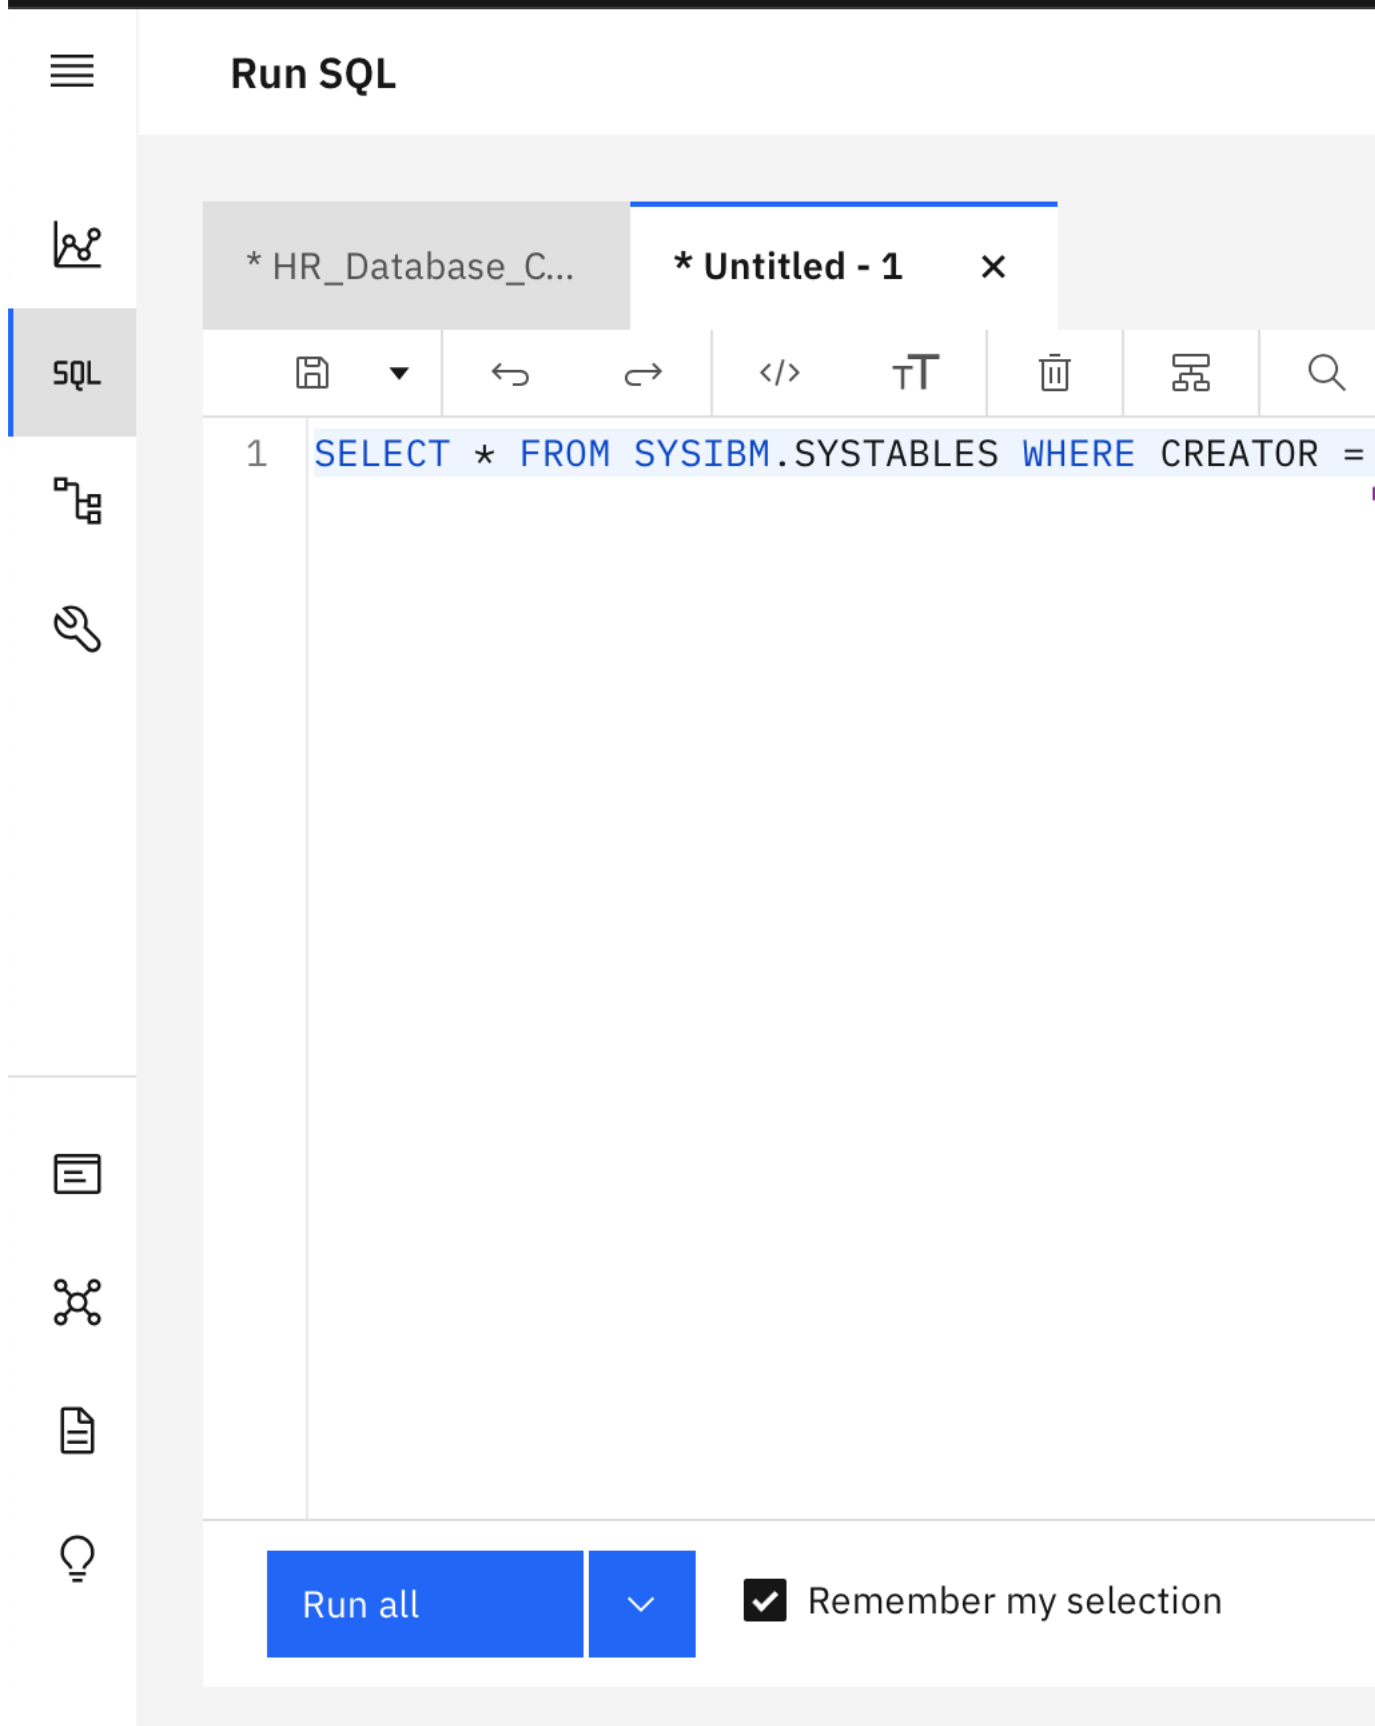 Run SQL
* HR_Database_C...
* Untitled - 1
SQL
1 SELECT * FROM SYSIBM.SYSTABLES WHERE CREATOR =
Run all
Remember my selection